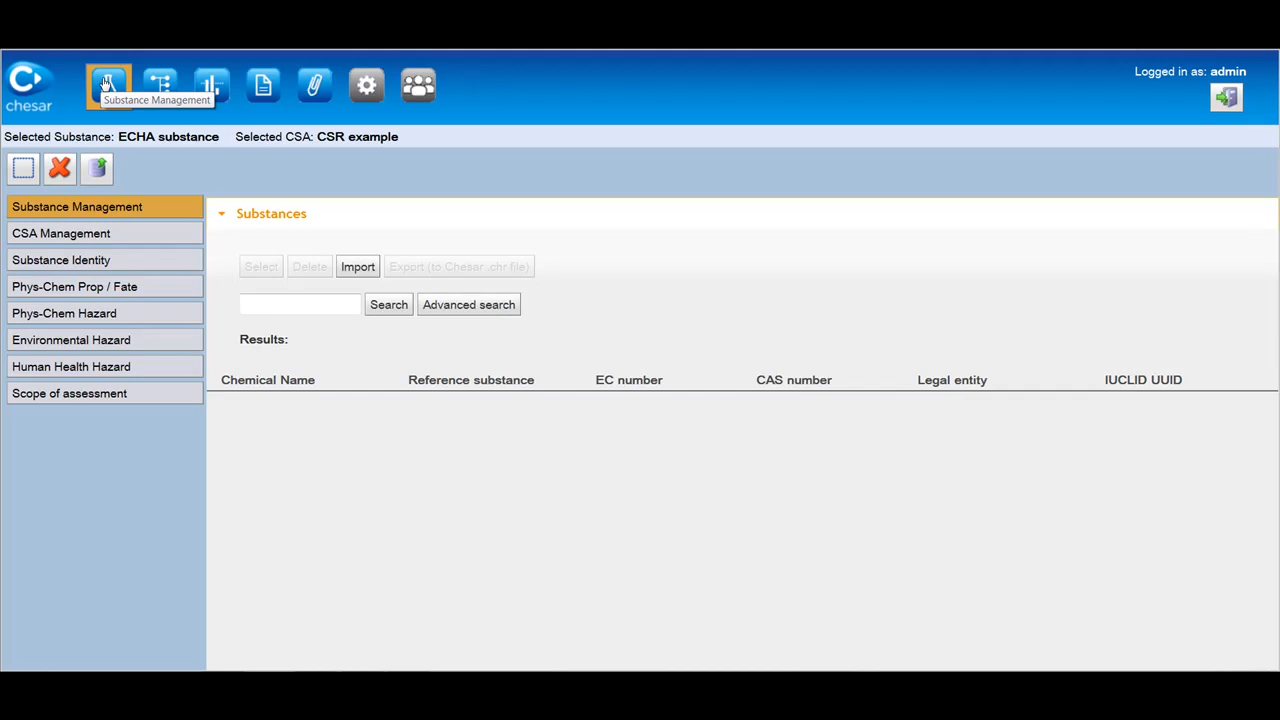 chesar
Substance Management
Logged in as: admin
Selected Substance: ECHA substance Selected CSA: CSR example
Substance Management
CSA Management
Substance Identity
Phys-Chem Prop / Fate
Phys-Chem Hazard
Environmental Hazard
Human Health Hazard
Scope of assessment
Substances
Select Delete Import Export (to Chesar .chr file)
Search Advanced search
Results:
Chemical Name Reference substance EC number CAS number Legal entity IUCLID UUID